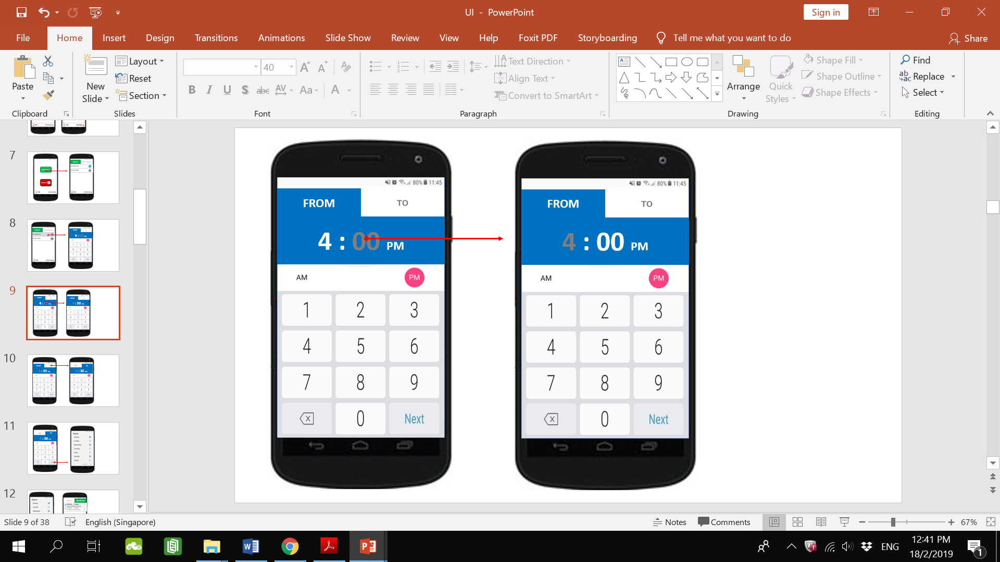 UI - PowerPoint
Sign in
File Home Insert Design Transitions Animations Slide Show Review View Help Foxit PDF Storyboarding Tell me what you want to do Share
Paste
Clipboard
New Slide
Layout
Reset
Section
Slides
40
B I U S abc AV Aa A
Font
Text Direction
Align Text
Convert to SmartArt
Paragraph
Arrange
Quick Styles
Shape Fill
Shape Outline
Shape Effects
Drawing
Find
Replace
Select
Editing
7
8
9
10
11
12
80% 11:45
FROM TO
4 : 00 PM
AM PM
1 2 3
4 5 6
7 8 9
0 Next
80% 11:45
FROM TO
4 : 00 PM
AM PM
1 2 3
4 5 6
7 8 9
0 Next
Slide 9 of 38 English (Singapore) Notes Comments 67%
ENG
12:41 PM
18/2/2019
1